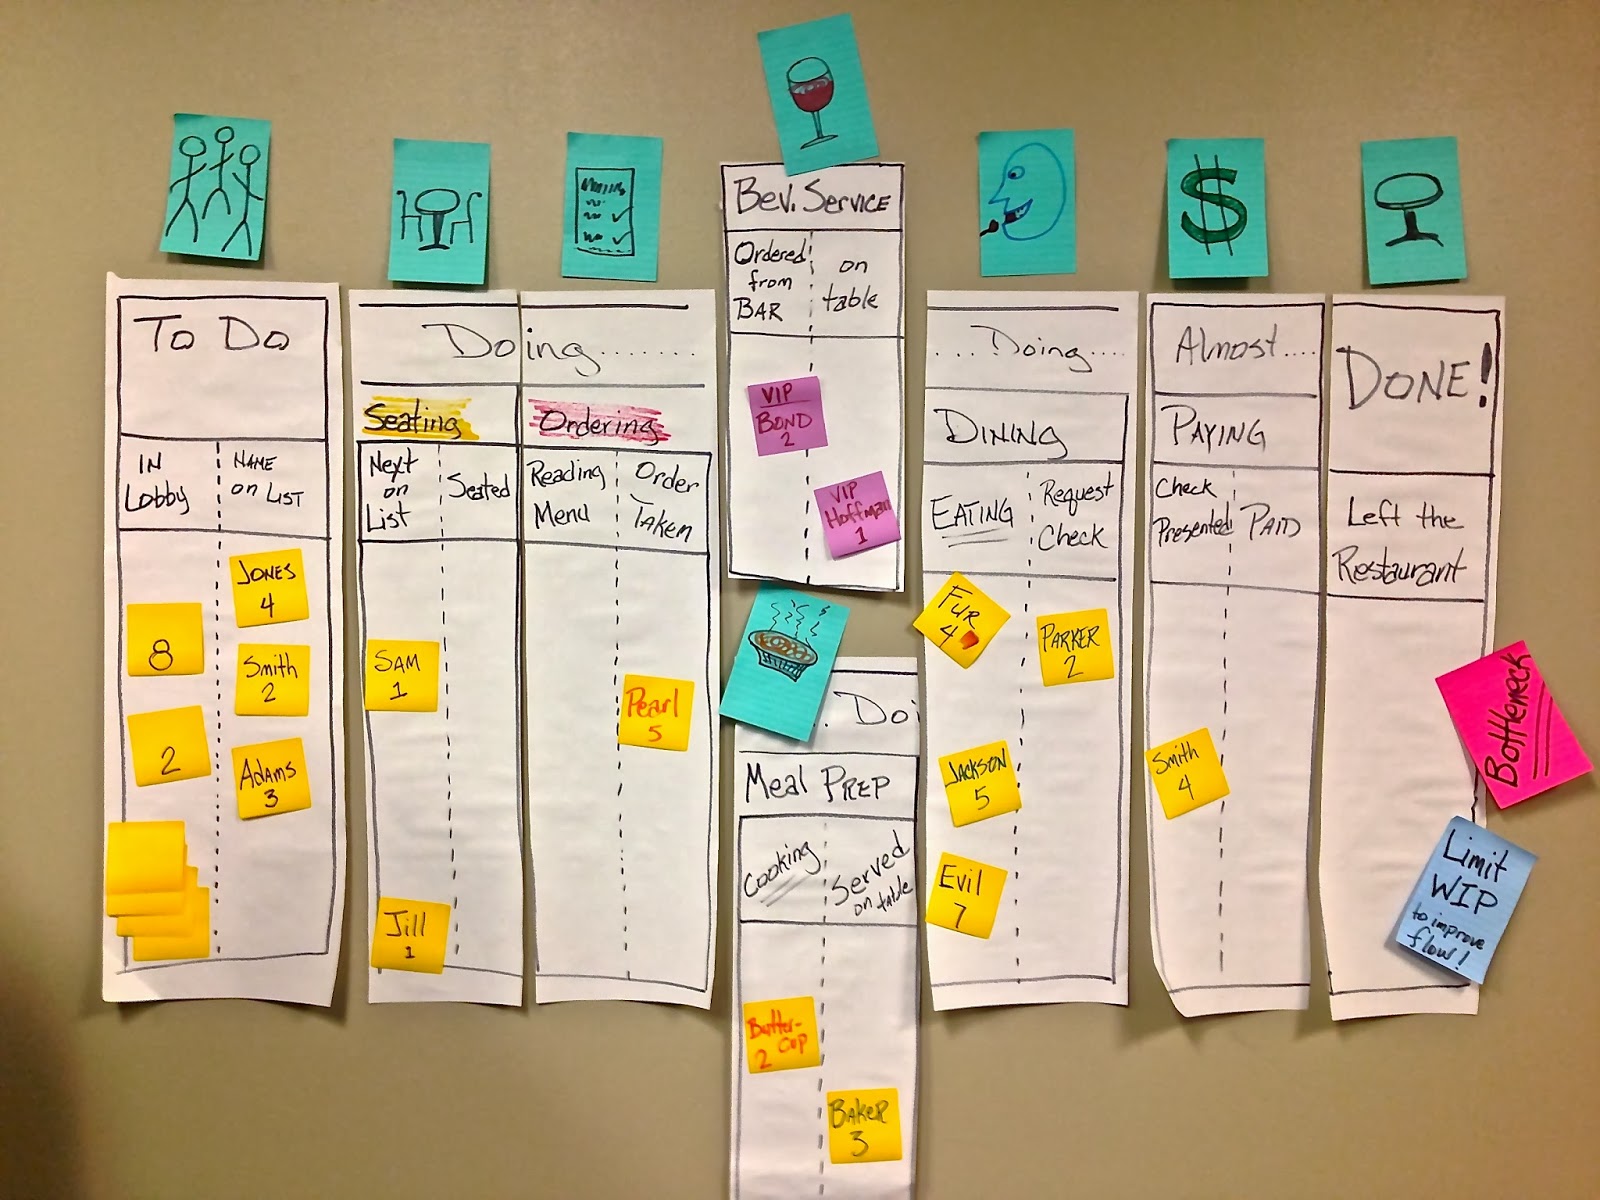 To Do
IN
Lobby
NAME
on LIST
8
2
JONES
4
Smith
2
Adams
3
Doing.......
Seating
Ordering
Next
on
List
Seated
Reading
Menu
Order
Taken
SAM
1
Jill
1
Pearl
5
Bev. SERVICE
Ordered
from
BAR
on
table
VIP
BOND
2
VIP
Hoffman
1
.. Doi
Meal PREP
Cooking
Served
on table
Butter-
2 cup
BAKER
3
....Doing....
DINING
EATING
Request
Check
FUR
4
JACKSON
5
Evil
7
PARKER
2
$
Almost....
PAYING
Check
Presented
PAID
Smith
4
DONE!
Left the
Restaurant
Bottleneck
Limit
WIP
to improve
flow!